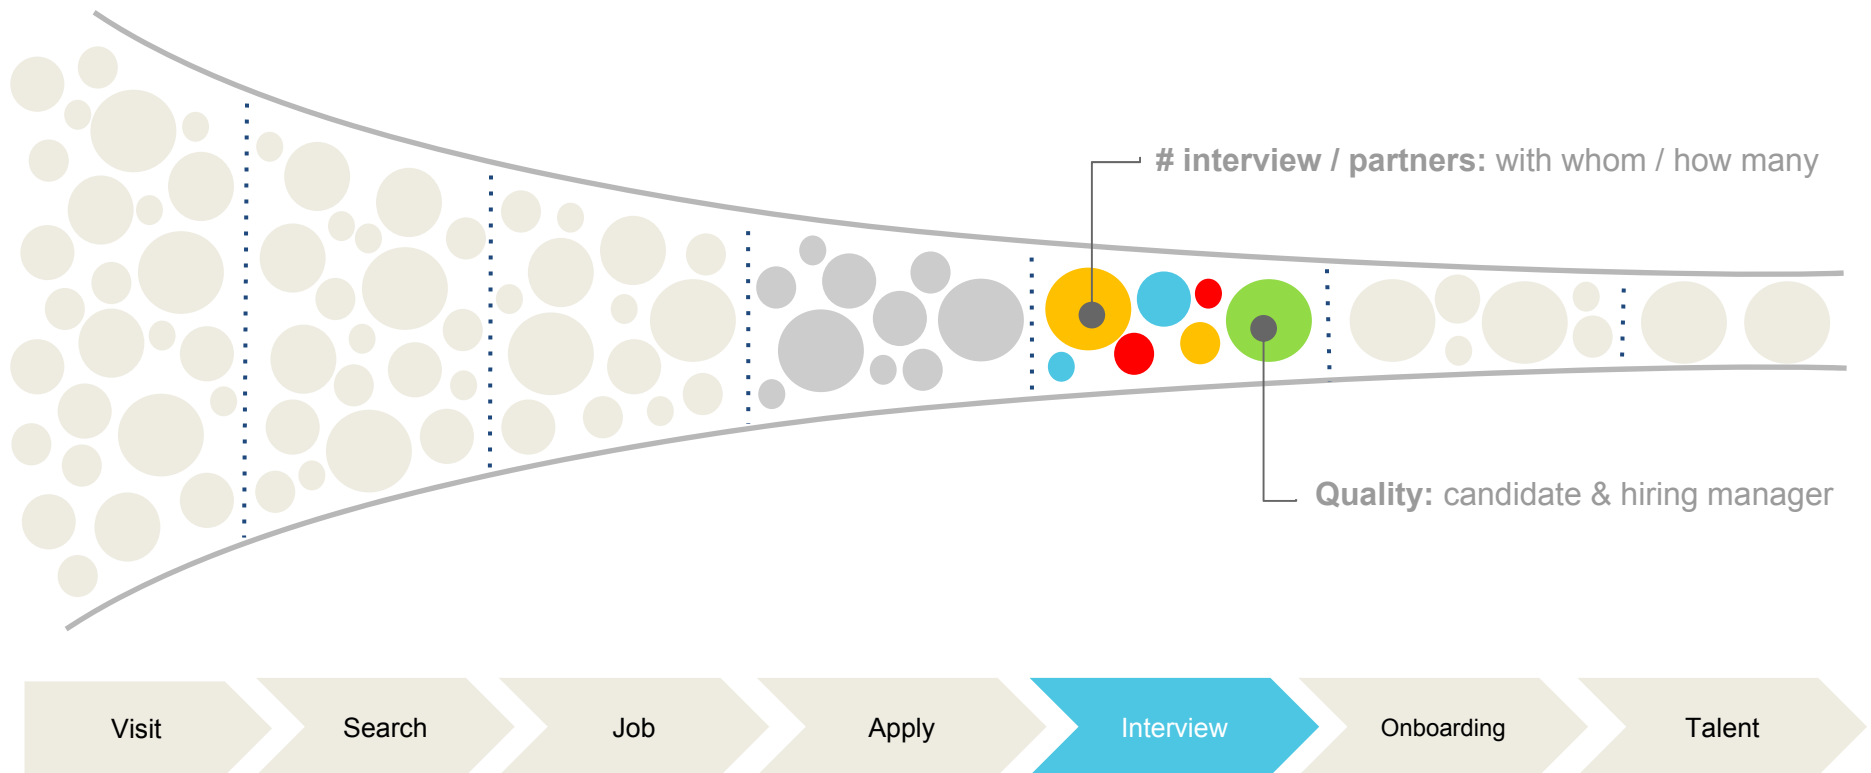 # interview / partners: with whom / how many
Quality: candidate & hiring manager
Visit
Search
Job
Apply
Interview
Onboarding
Talent